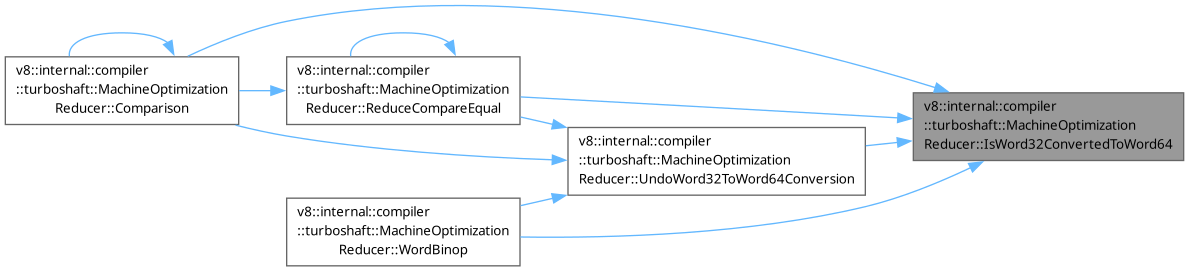 v8::internal::compiler
::turboshaft::MachineOptimization
Reducer::Comparison
v8::internal::compiler
::turboshaft::MachineOptimization
Reducer::ReduceCompareEqual
v8::internal::compiler
::turboshaft::MachineOptimization
Reducer::UndoWord32ToWord64Conversion
v8::internal::compiler
::turboshaft::MachineOptimization
Reducer::WordBinop
v8::internal::compiler
::turboshaft::MachineOptimization
Reducer::IsWord32ConvertedToWord64